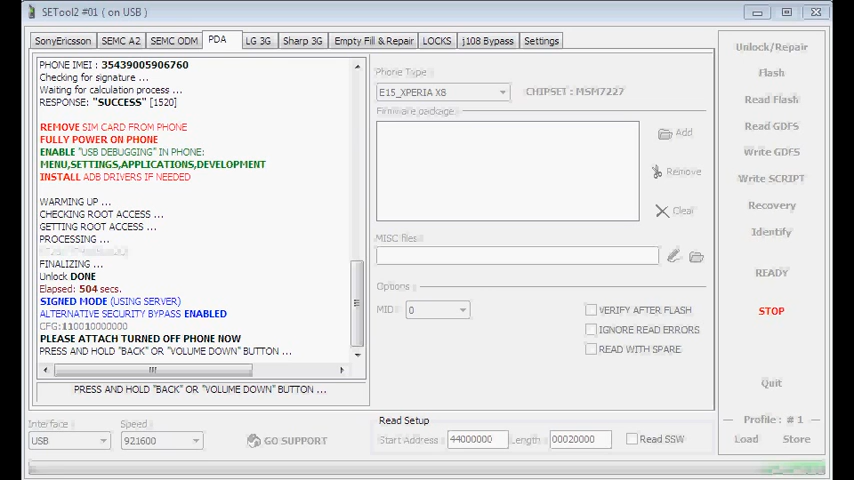 SETool2 #01 ( on USB )
SonyEricsson SEMC A2 SEMC ODM PDA LG 3G Sharp 3G Empty Fill & Repair LOCKS j108 Bypass Settings
PHONE IMEI : 35439005906760
Checking for signature ...
Waiting for calculation process ...
RESPONSE: "SUCCESS" [1520]
REMOVE SIM CARD FROM PHONE
FULLY POWER ON PHONE
ENABLE "USB DEBUGGING" IN PHONE:
MENU,SETTINGS,APPLICATIONS,DEVELOPMENT
INSTALL ADB DRIVERS IF NEEDED
WARMING UP ...
CHECKING ROOT ACCESS ...
GETTING ROOT ACCESS ...
PROCESSING ...
FINALIZING ...
Unlock DONE
Elapsed: 504 secs.
SIGNED MODE (USING SERVER)
ALTERNATIVE SECURITY BYPASS ENABLED
CFG:110010000000
PLEASE ATTACH TURNED OFF PHONE NOW
PRESS AND HOLD "BACK" OR "VOLUME DOWN" BUTTON ...
PRESS AND HOLD "BACK" OR "VOLUME DOWN" BUTTON ...
Phone Type
E15_XPERIA X8 CHIPSET : MSM7227
Firmware package:
Add
Remove
Clear
MISC files
Options
MID 0
VERIFY AFTER FLASH
IGNORE READ ERRORS
READ WITH SPARE
Unlock/Repair
Flash
Read Flash
Read GDFS
Write GDFS
Write SCRIPT
Recovery
Identify
READY
STOP
Quit
Profile : # 1
Load Store
Interface Speed
USB 921600 GO SUPPORT
Read Setup
Start Address : 44000000 Length : 00020000 Read SSW